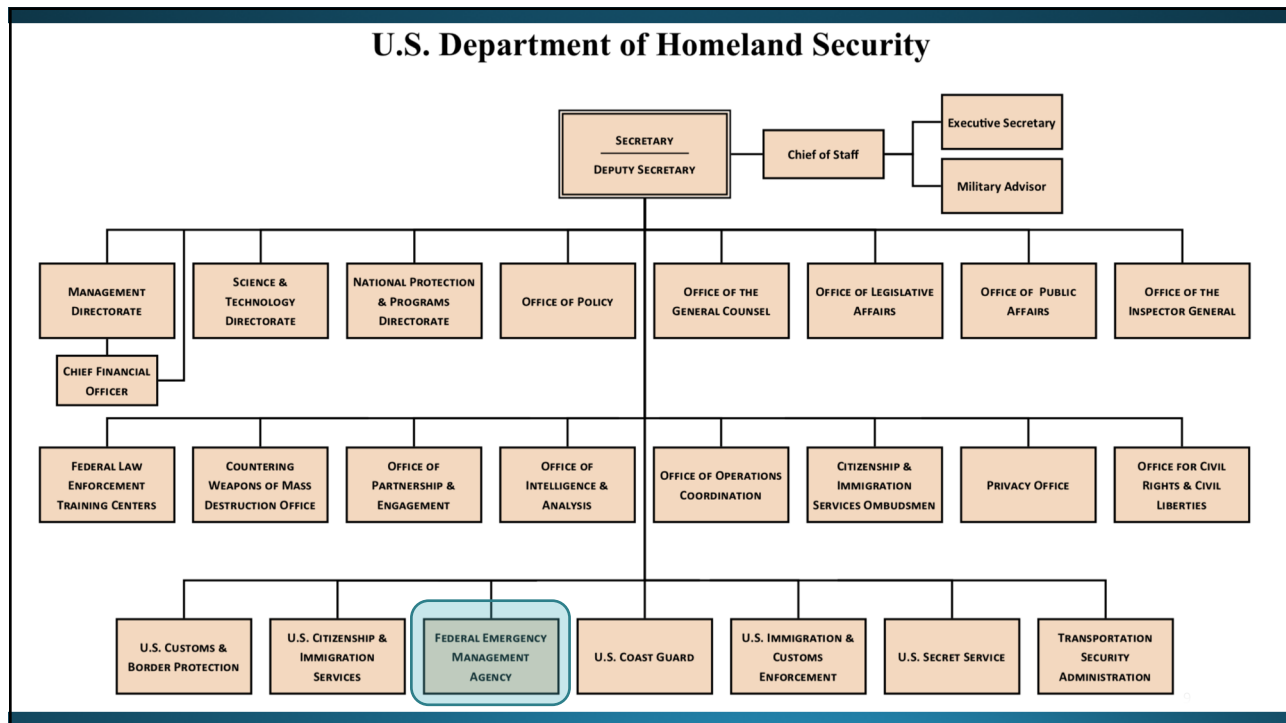 U.S. Department of Homeland Security
SECRETARY
DEPUTY SECRETARY
Chief of Staff
Executive Secretary
Military Advisor
MANAGEMENT
DIRECTORATE
SCIENCE &
TECHNOLOGY
DIRECTORATE
NATIONAL PROTECTION
& PROGRAMS
DIRECTORATE
OFFICE OF POLICY
OFFICE OF THE
GENERAL COUNSEL
OFFICE OF LEGISLATIVE
AFFAIRS
OFFICE OF PUBLIC
AFFAIRS
OFFICE OF THE
INSPECTOR GENERAL
CHIEF FINANCIAL
OFFICER
FEDERAL LAW
ENFORCEMENT
TRAINING CENTERS
COUNTERING
WEAPONS OF MASS
DESTRUCTION OFFICE
OFFICE OF
PARTNERSHIP &
ENGAGEMENT
OFFICE OF
INTELLIGENCE &
ANALYSIS
OFFICE OF OPERATIONS
COORDINATION
CITIZENSHIP &
IMMIGRATION
SERVICES OMBUDSMEN
PRIVACY OFFICE
OFFICE FOR CIVIL
RIGHTS & CIVIL
LIBERTIES
U.S. CUSTOMS &
BORDER PROTECTION
U.S. CITIZENSHIP &
IMMIGRATION
SERVICES
FEDERAL EMERGENCY
MANAGEMENT
AGENCY
U.S. COAST GUARD
U.S. IMMIGRATION &
CUSTOMS
ENFORCEMENT
U.S. SECRET SERVICE
TRANSPORTATION
SECURITY
ADMINISTRATION